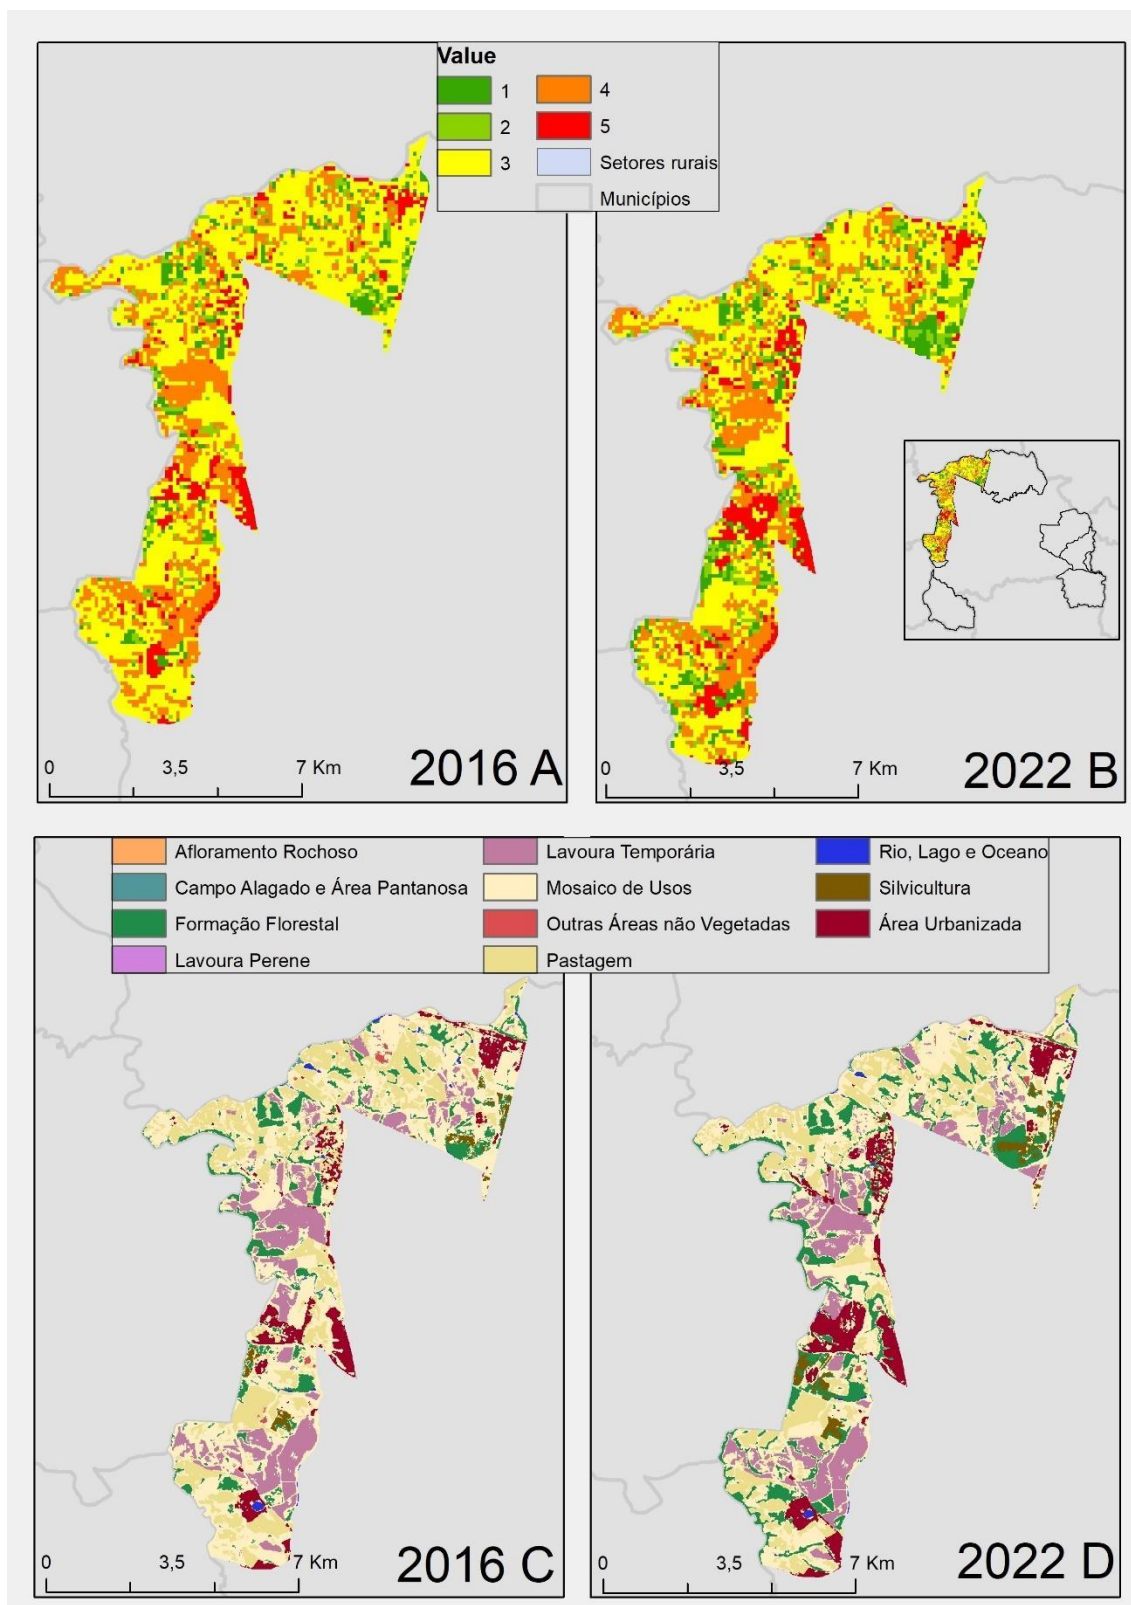 Value
1
4
2
5
3
Setores rurais
Municípios
0
3,5
7 Km
2016 A
0
3,5
7 Km
2022 B
Afloramento Rochoso
Lavoura Temporária
Rio, Lago e Oceano
Campo Alagado e Área Pantanosa
Mosaico de Usos
Silvicultura
Formação Florestal
Outras Áreas não Vegetadas
Área Urbanizada
Lavoura Perene
Pastagem
0
3,5
7 Km
2016 C
0
3,5
7 Km
2022 D